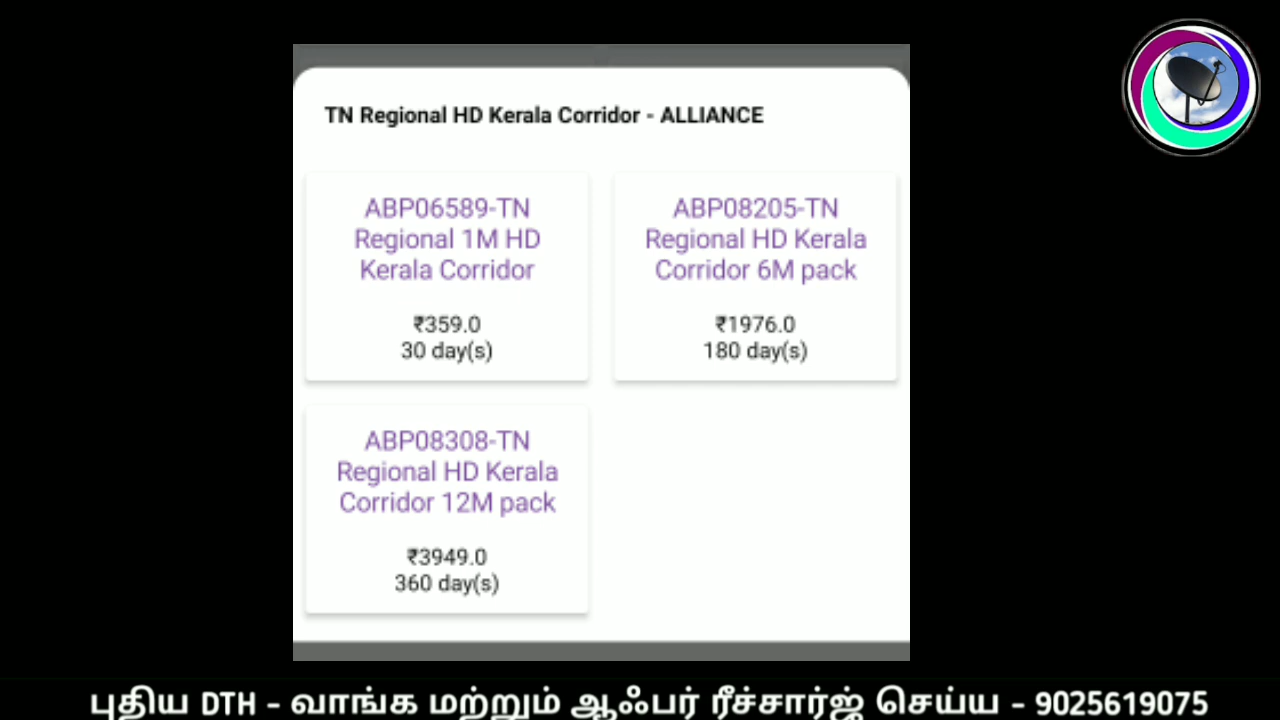 TN Regional HD Kerala Corridor - ALLIANCE
ABP06589-TN
Regional 1M HD
Kerala Corridor
₹359.0
30 day(s)
ABP08205-TN
Regional HD Kerala
Corridor 6M pack
₹1976.0
180 day(s)
ABP08308-TN
Regional HD Kerala
Corridor 12M pack
₹3949.0
360 day(s)
புதிய DTH - வாங்க மற்றும் ஆஃபர் ரீச்சார்ஜ் செய்ய - 9025619075